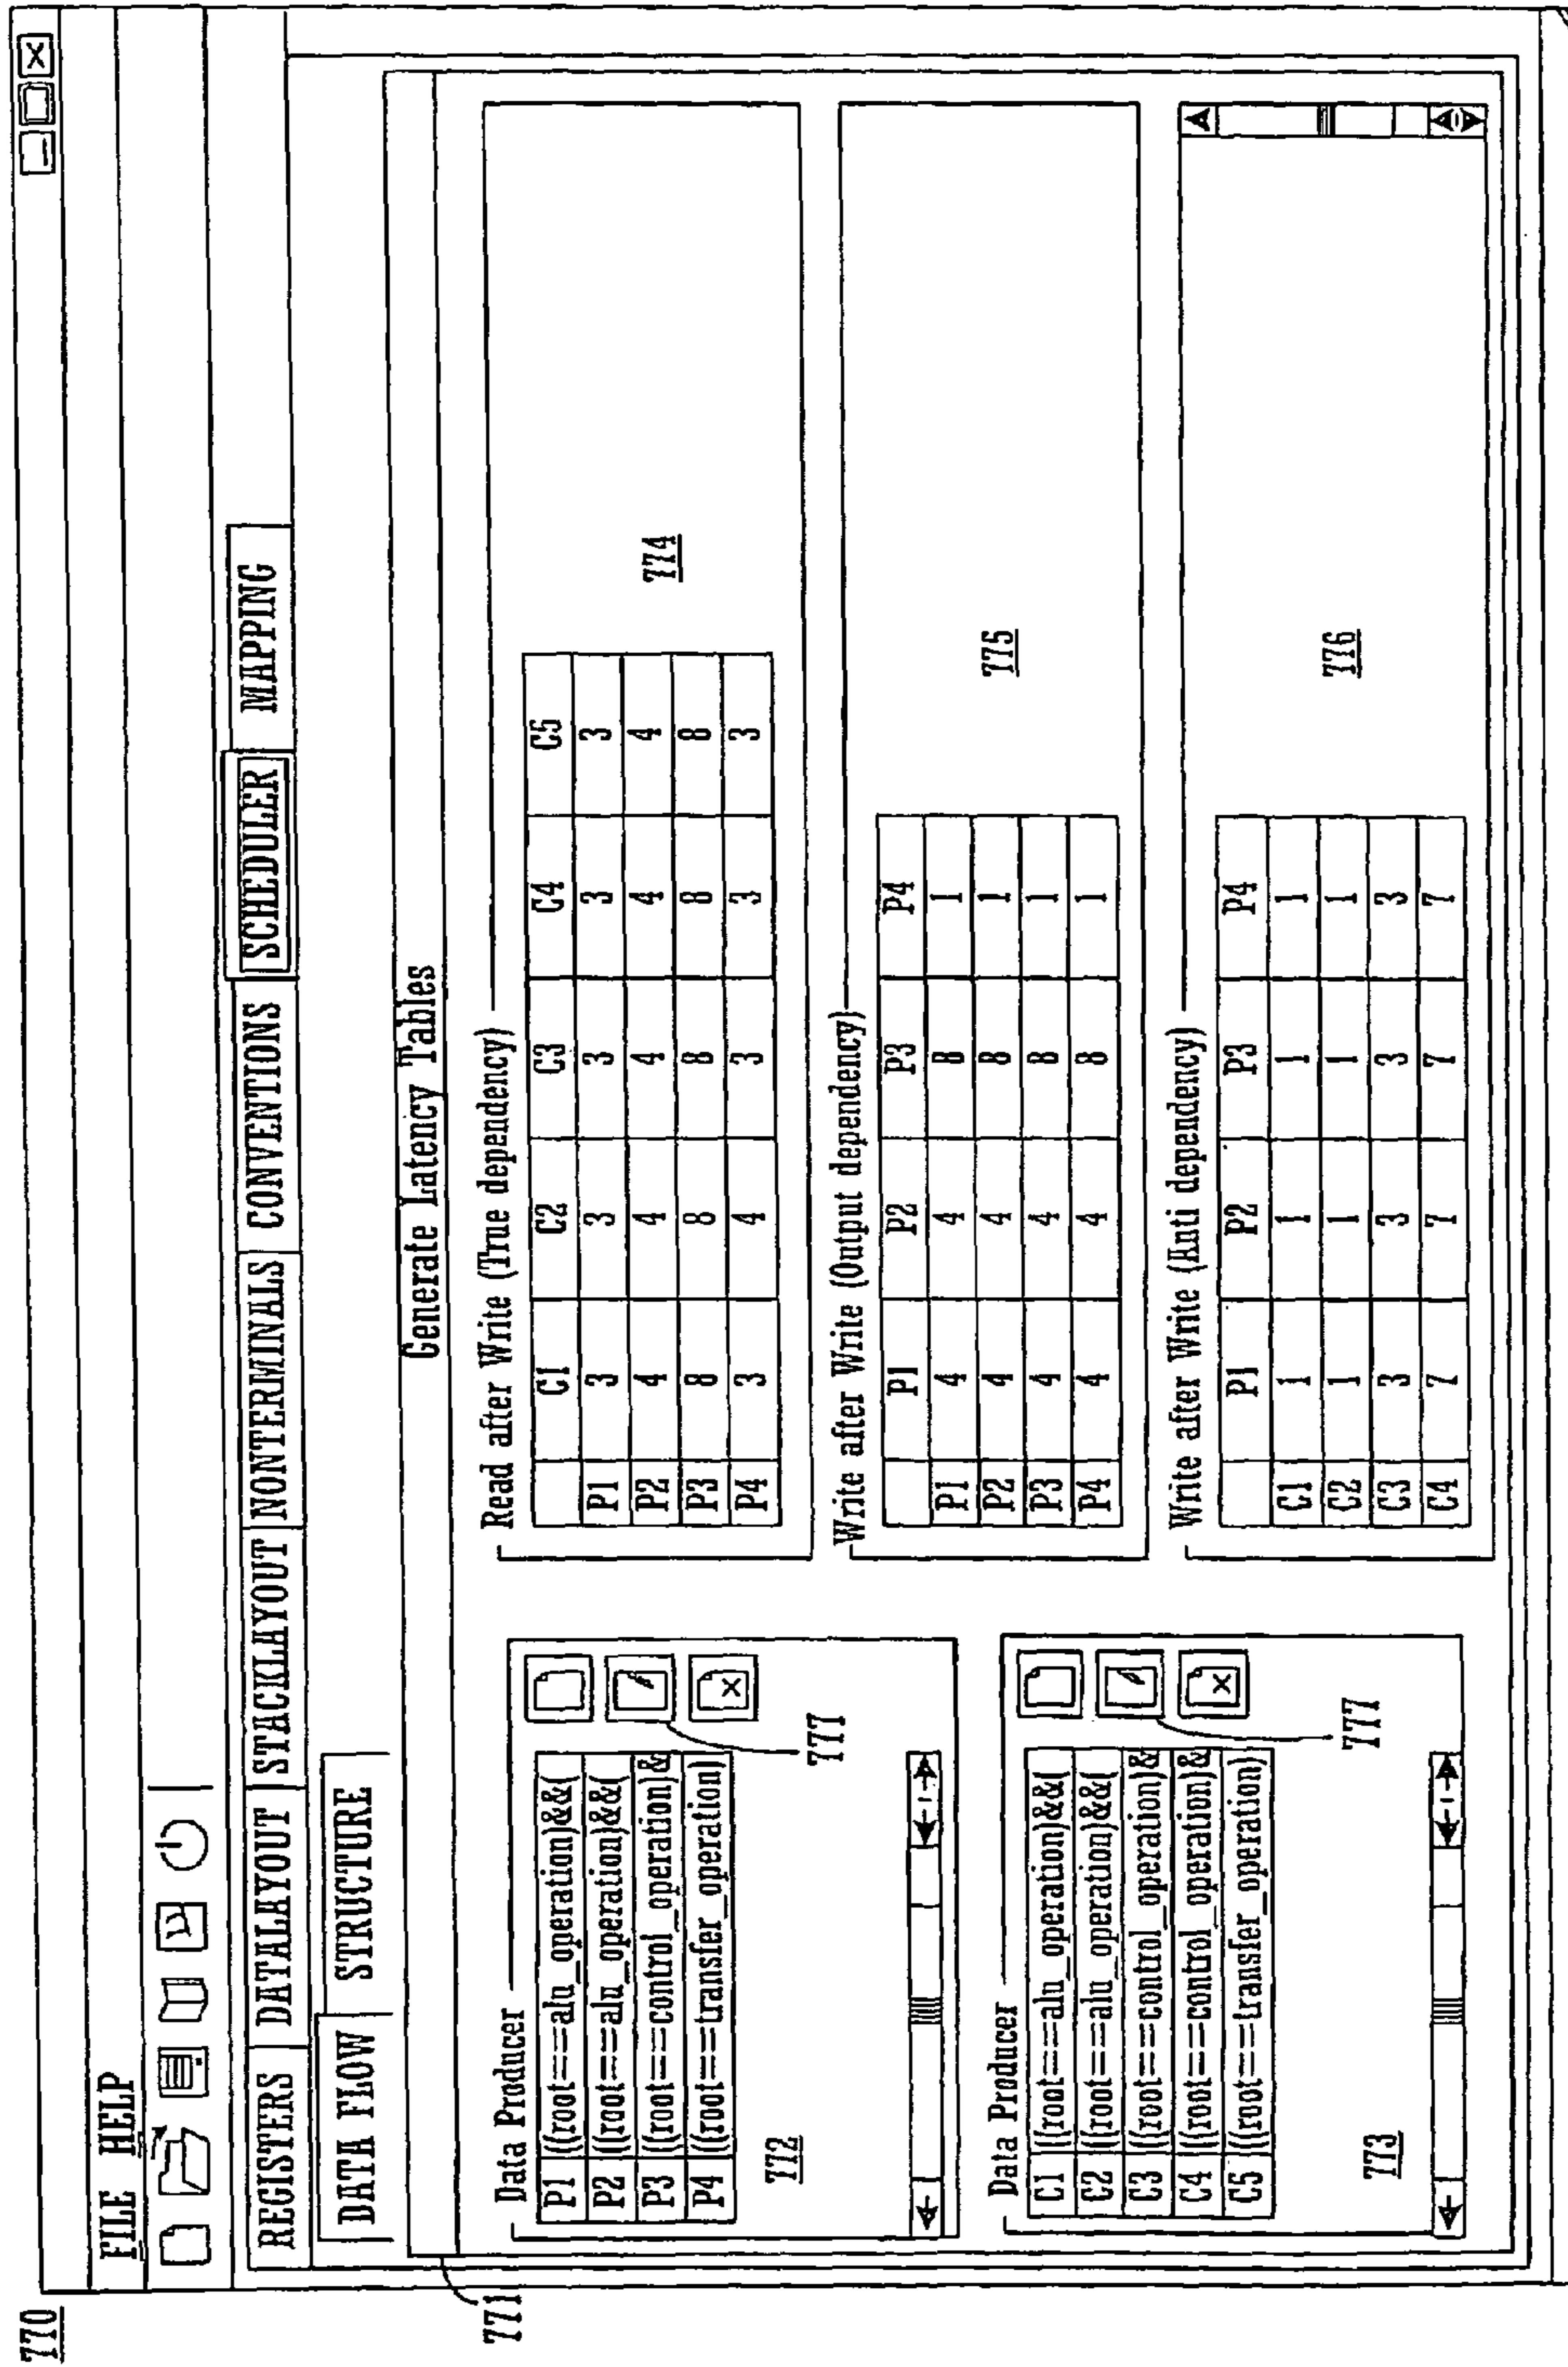 770
FILE HELP
REGISTERS DATALAYOUT STACKLAYOUT NONTERMINALS CONVENTIONS SCHEDULER MAPPING
DATA FLOW STRUCTURE
771
Generate Latency Tables
Data Producer
P1 ((root==alu_operation)&&(
P2 ((root==alu_operation)&&(
P3 ((root==control_operation)&
P4 ((root==transfer_operation)
772
777
Data Producer
C1 ((root==alu_operation)&&(
C2 ((root==alu_operation)&&(
C3 ((root==control_operation)&
C4 ((root==control_operation)&
C5 ((root==transfer_operation)
773
777
Read after Write (True dependency)
C1 C2 C3 C4 C5
P1 3 3 3 3 3
P2 4 4 4 4 4
P3 8 8 8 8 8
P4 3 4 3 3 3
774
Write after Write (Output dependency)
P1 P2 P3 P4
P1 4 4 8 1
P2 4 4 8 1
P3 4 4 8 1
P4 4 4 8 1
775
Write after Write (Anti dependency)
P1 P2 P3 P4
C1 1 1 1 1
C2 1 1 1 1
C3 3 3 3 3
C4 7 7 7 7
776